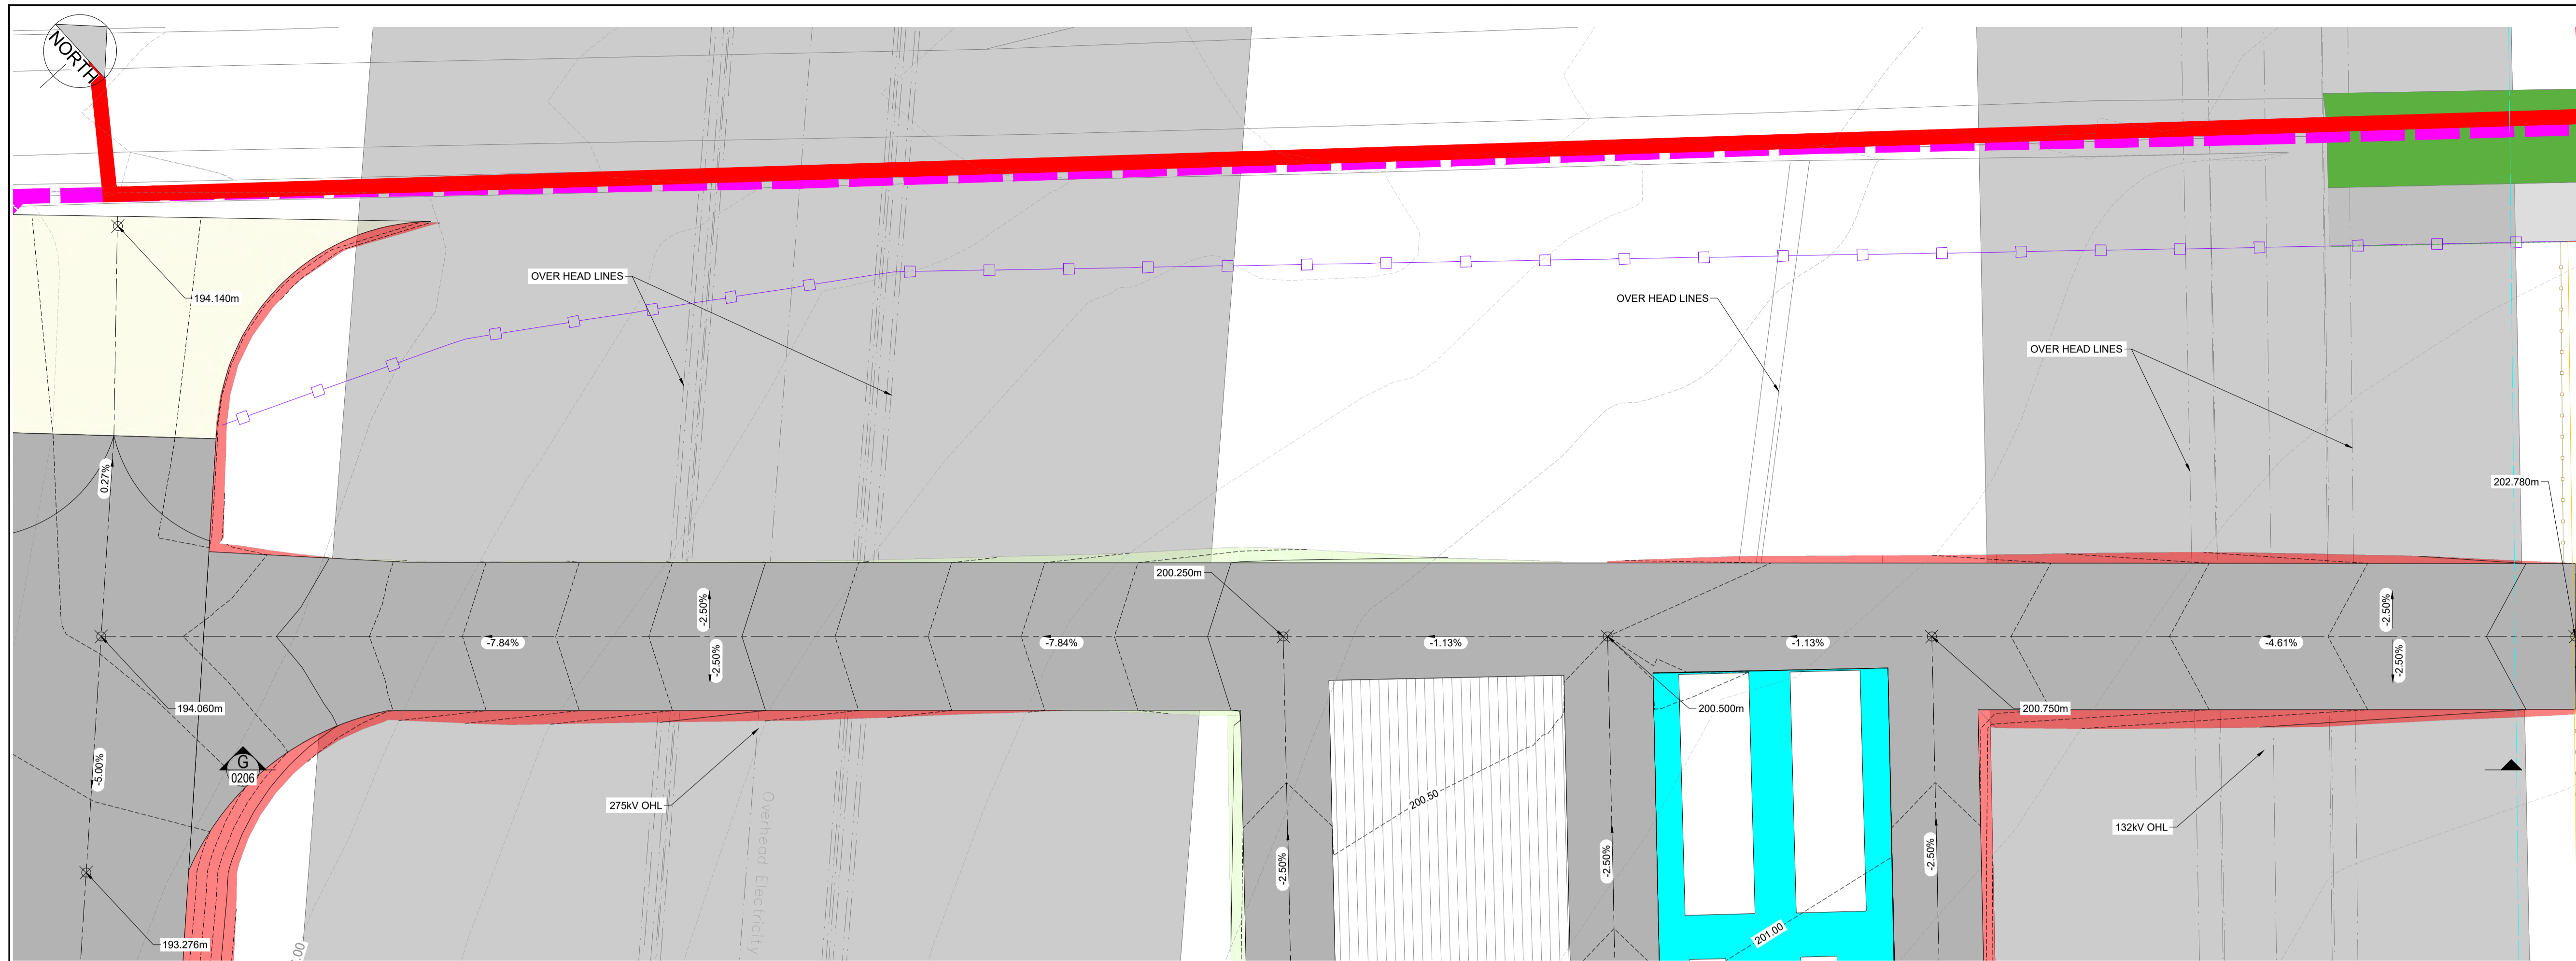 NORTH
OVER HEAD LINES
194.140m
OVER HEAD LINES
OVER HEAD LINES
0.27%
202.780m
200.250m
-2.50%
-2.50%
-7.84%
-7.84%
-1.13%
-1.13%
-4.61%
-2.50%
-2.50%
194.060m
200.500m
200.750m
-5.00%
G
0206
275kV OHL
Overhead Electricity
200.50
132kV OHL
-2.50%
-2.50%
-2.50%
193.276m
201.00